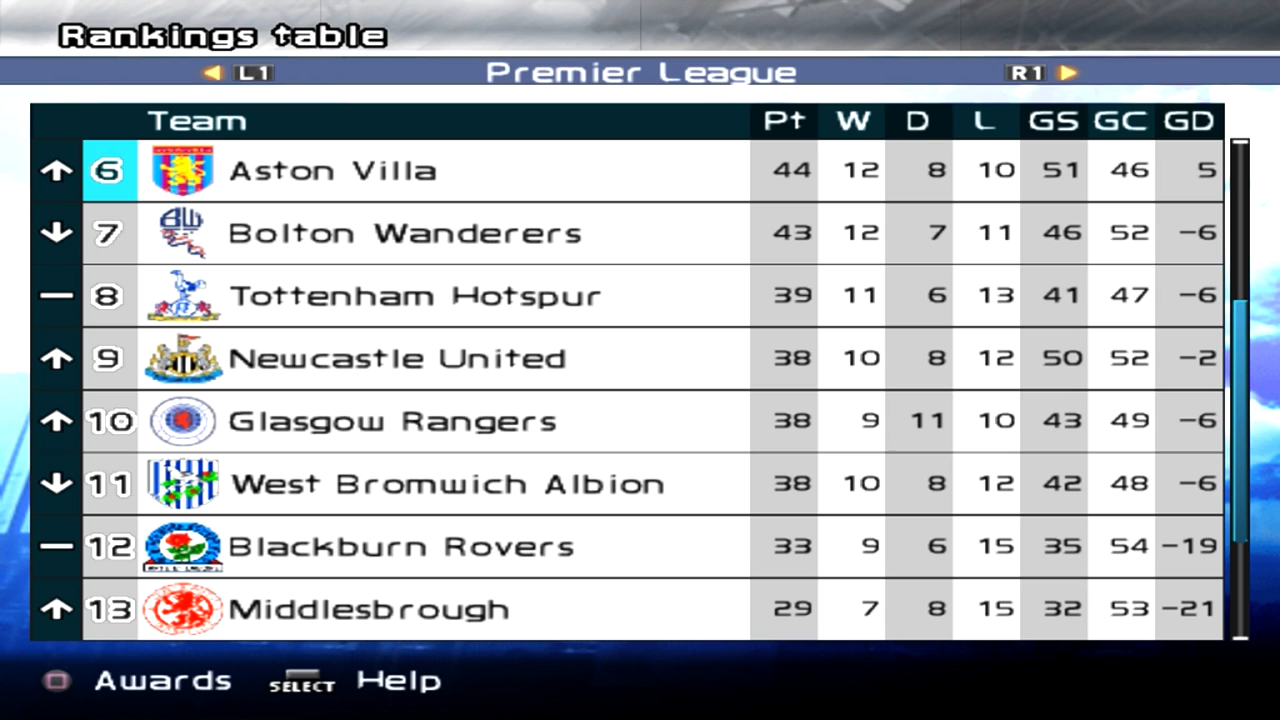 Rankings table
L1 Premier League R1
Team Pt W D L GS GC GD
6 Aston Villa 44 12 8 10 51 46 5
7 Bolton Wanderers 43 12 7 11 46 52 -6
8 Tottenham Hotspur 39 11 6 13 41 47 -6
9 Newcastle United 38 10 8 12 50 52 -2
10 Glasgow Rangers 38 9 11 10 43 49 -6
11 West Bromwich Albion 38 10 8 12 42 48 -6
12 Blackburn Rovers 33 9 6 15 35 54 -19
13 Middlesbrough 29 7 8 15 32 53 -21
Awards SELECT Help